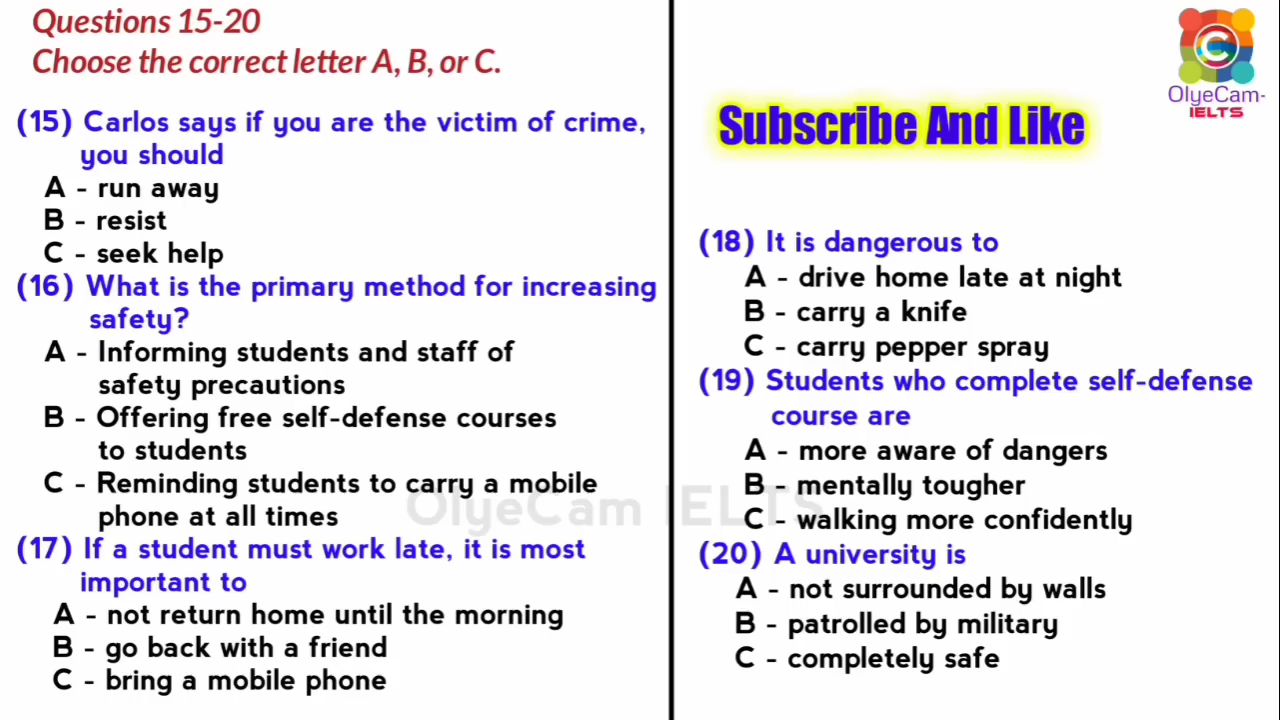 Questions 15-20
Choose the correct letter A, B, or C.
(15) Carlos says if you are the victim of crime,
you should
A - run away
B - resist
C - seek help
(16) What is the primary method for increasing
safety?
A - Informing students and staff of
safety precautions
B - Offering free self-defense courses
to students
C - Reminding students to carry a mobile
phone at all times
(17) If a student must work late, it is most
important to
A - not return home until the morning
B - go back with a friend
C - bring a mobile phone
OlyeCam-
IELTS
Subscribe And Like
(18) It is dangerous to
A - drive home late at night
B - carry a knife
C - carry pepper spray
(19) Students who complete self-defense
course are
A - more aware of dangers
B - mentally tougher
C - walking more confidently
(20) A university is
A - not surrounded by walls
B - patrolled by military
C - completely safe
OlyeCam IELTS